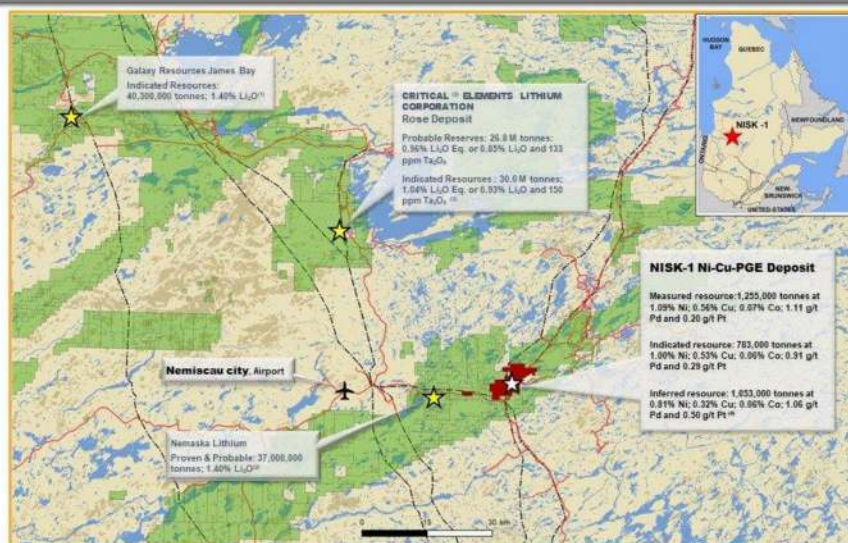 Galaxy Resources James Bay
Indicated Resources:
40,300,000 tonnes; 1.40% Li₂O⁽¹⁾
CRITICAL ⁽³⁾ ELEMENTS LITHIUM
CORPORATION
Rose Deposit
Probable Reserves: 26.8 M tonnes:
0.96% Li₂O Eq. or 0.85% Li₂O and 133
ppm Ta₂O₅
Indicated Resources : 30.0 M tonnes;
1.04% Li₂O Eq. or 0.93% Li₂O and 150
ppm Ta₂O₅
HUDSON
BAY
QUEBEC
NISK -1
NEWFOUNDLAND
ONTARIO
NEW-
BRUNSWICK
UNITED-STATES
NISK-1 Ni-Cu-PGE Deposit
Measured resource:1,255,000 tonnes at
1.09% Ni; 0.56% Cu; 0.07% Co; 1.11 g/t
Pd and 0.20 g/t Pt
Indicated resource: 783,000 tonnes at
1.00% Ni; 0.53% Cu; 0.06% Co; 0.91 g/t
Pd and 0.29 g/t Pt
Inferred resource: 1,053,000 tonnes at
0.81% Ni; 0.32% Cu; 0.06% Co; 1.06 g/t
Pd and 0.50 g/t Pt
Nemiscau city, Airport
Nemaska Lithium
Proven & Probable: 37,008,000
tonnes; 1.40% Li₂O
0 15 30 km